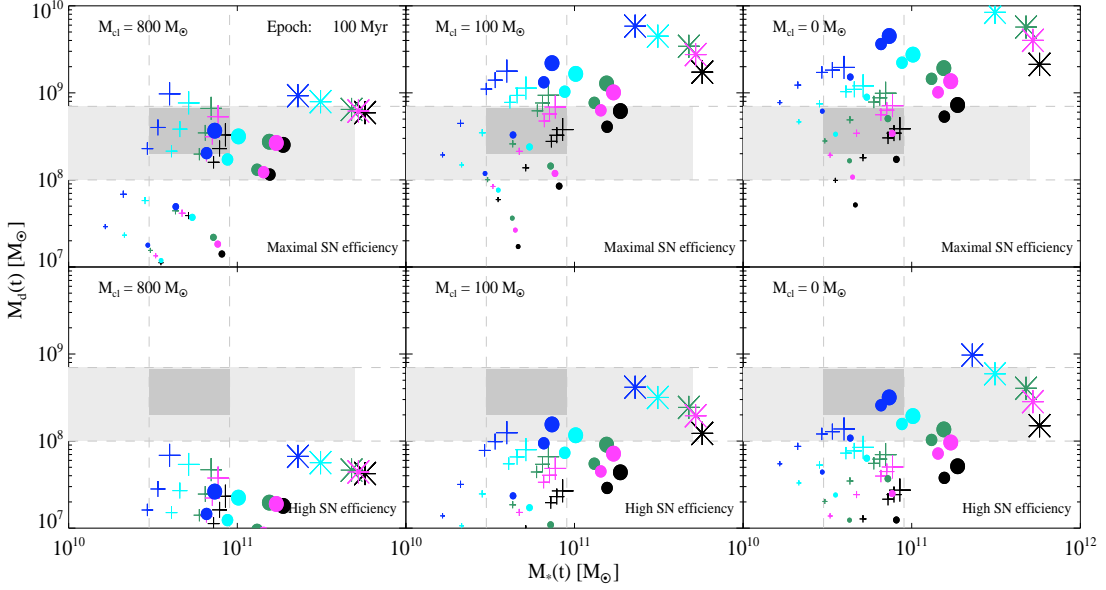 M_cl = 800 M_⊙ Epoch: 100 Myr
M_cl = 100 M_⊙
M_cl = 0 M_⊙
10^10
10^9
10^8
10^7
Maximal SN efficiency
Maximal SN efficiency
Maximal SN efficiency
M_d(t) [M_⊙]
M_cl = 800 M_⊙
M_cl = 100 M_⊙
M_cl = 0 M_⊙
10^9
10^8
10^7
High SN efficiency
High SN efficiency
High SN efficiency
10^10 10^11 10^11 10^10 10^11 10^12
M_*(t) [M_⊙]